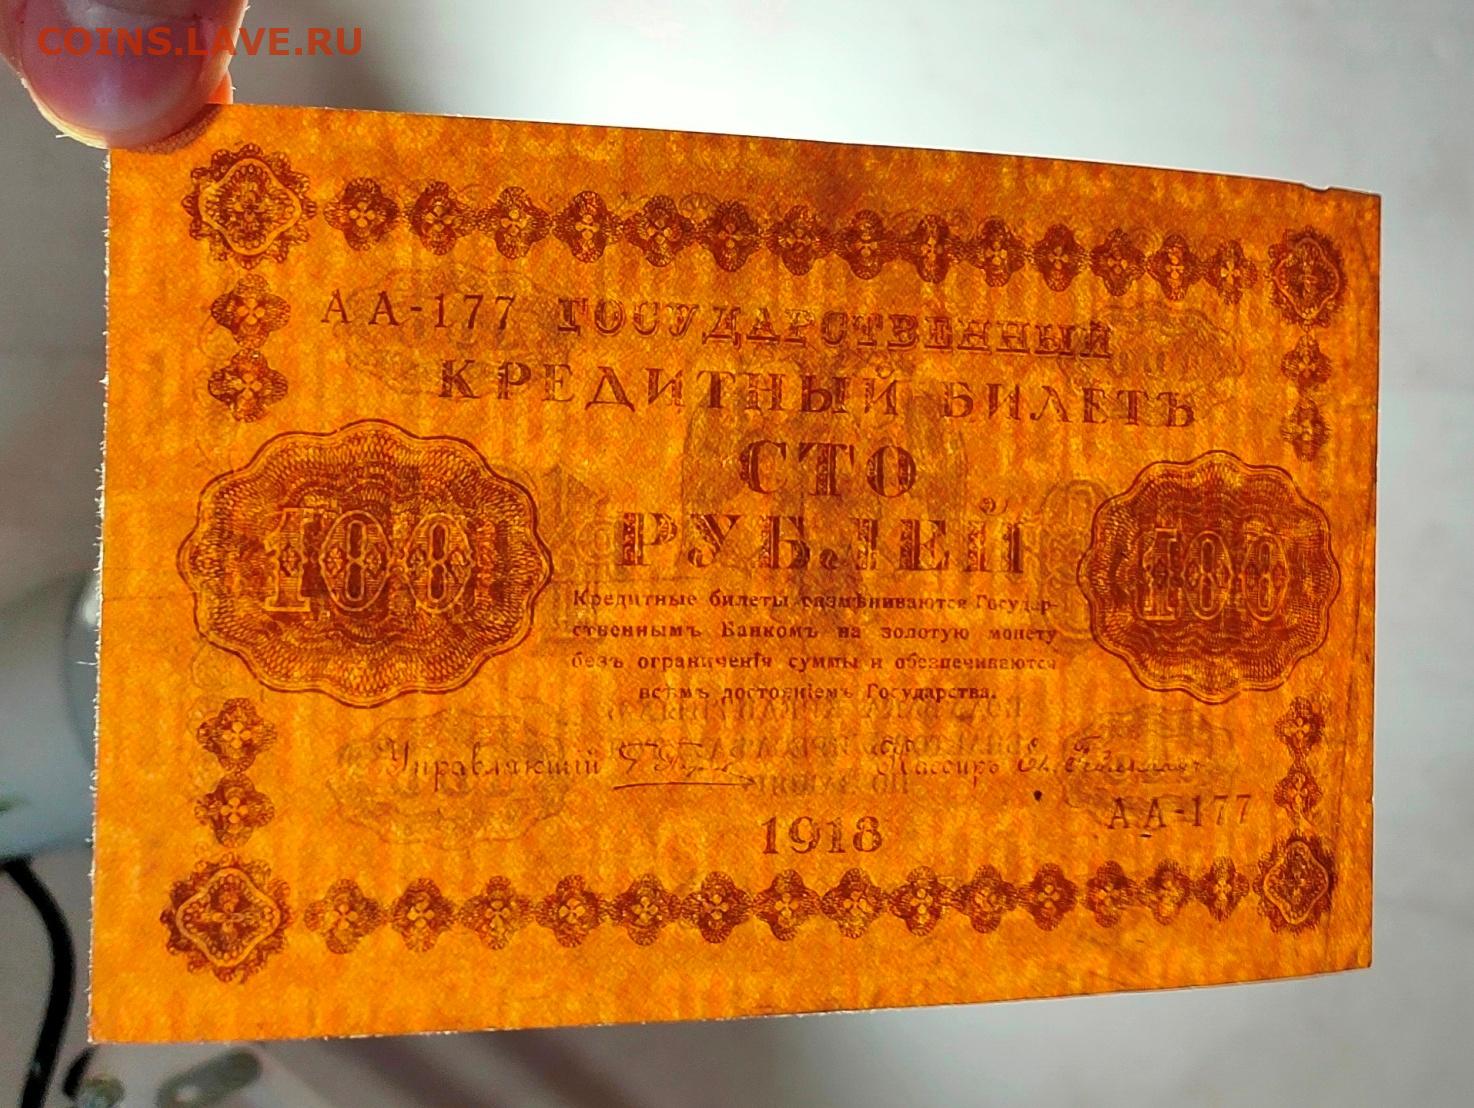 COINS.LAVE.RU
АА-177 ГОСУДАРСТВЕННЫЙ
КРЕДИТНЫЙ БИЛЕТЪ
СТО
РУБЛЕЙ
100 100
Кредитные билеты размѣниваются Государ-
ственнымъ Банкомъ на золотую монету
безъ ограниченія суммы и обезпечиваются
всѣмъ достояніемъ Государства.
Управляющій Кассиръ
АА-177
1918